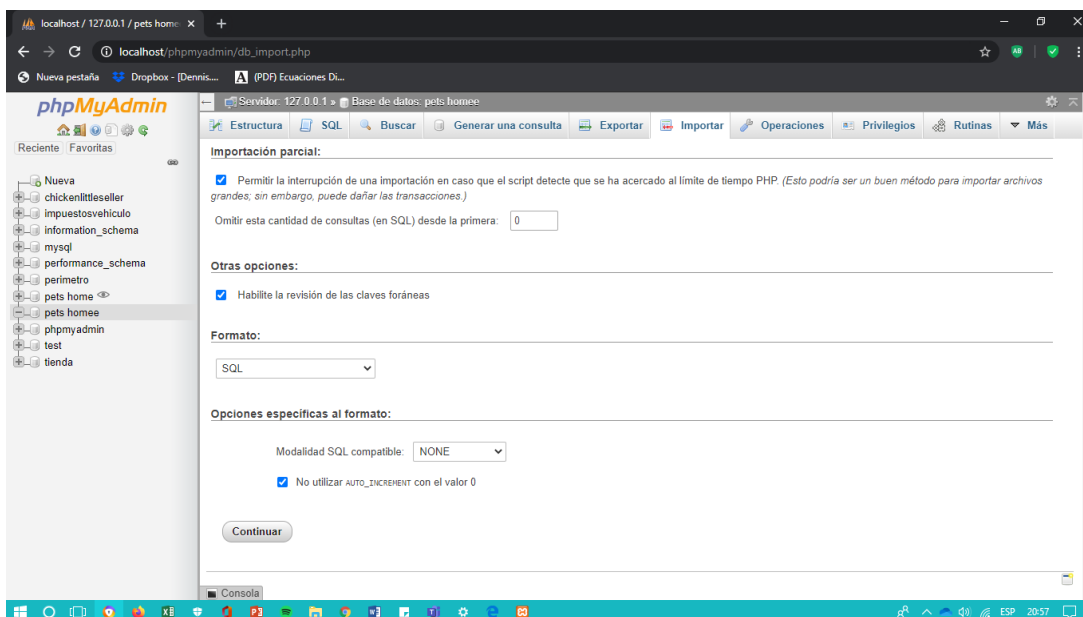 localhost / 127.0.0.1 / pets home
localhost/phpmyadmin/db_import.php
AB
Nueva pestaña
Dropbox - [Dennis....
A (PDF) Ecuaciones Di...
phpMyAdmin
Reciente Favoritas
Nueva
chickenlittleseller
impuestosvehiculo
information_schema
mysql
performance_schema
perimetro
pets home
pets homee
phpmyadmin
test
tienda
Servidor: 127.0.0.1 » Base de datos: pets homee
Estructura SQL Buscar Generar una consulta Exportar Importar Operaciones Privilegios Rutinas Más
Importación parcial:
Permitir la interrupción de una importación en caso que el script detecte que se ha acercado al límite de tiempo PHP. (Esto podría ser un buen método para importar archivos
grandes; sin embargo, puede dañar las transacciones.)
Omitir esta cantidad de consultas (en SQL) desde la primera: 0
Otras opciones:
Habilite la revisión de las claves foráneas
Formato:
SQL
Opciones específicas al formato:
Modalidad SQL compatible: NONE
No utilizar AUTO_INCREMENT con el valor 0
Continuar
Consola
ESP 20:57